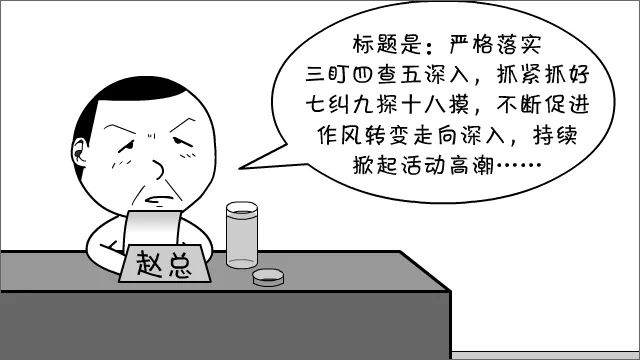 标题是：严格落实
三盯四查五深入，抓紧抓好
七纠九探十八摸，不断促进
作风转变走向深入，持续
掀起活动高潮……
赵总